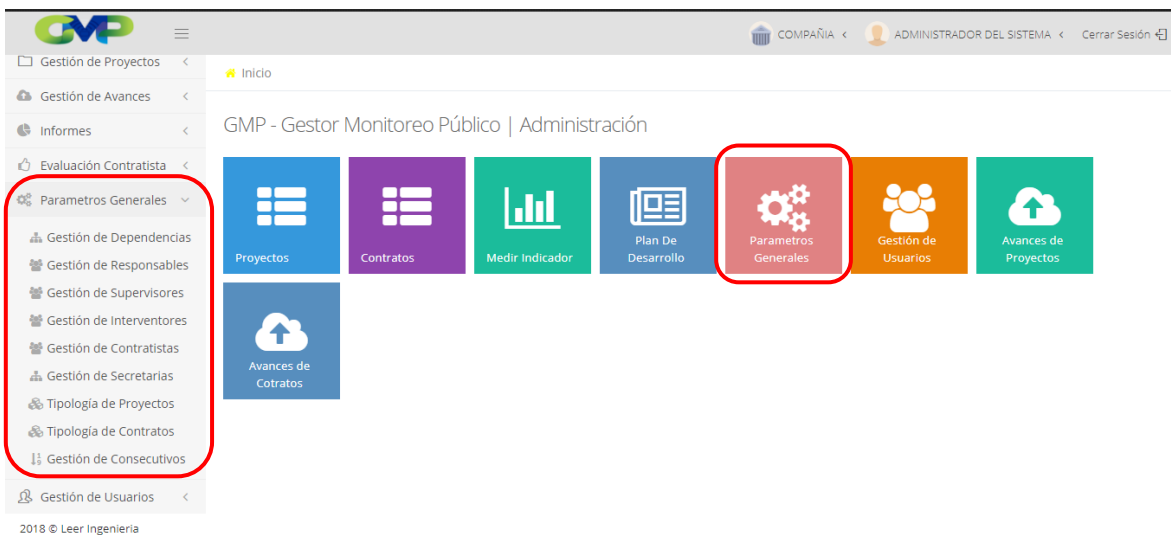 GMP
COMPAÑIA
ADMINISTRADOR DEL SISTEMA
Cerrar Sesión
Gestión de Proyectos
Gestión de Avances
Informes
Evaluación Contratista
Parametros Generales
Gestión de Dependencias
Gestión de Responsables
Gestión de Supervisores
Gestión de Interventores
Gestión de Contratistas
Gestión de Secretarias
Tipología de Proyectos
Tipología de Contratos
Gestión de Consecutivos
Gestión de Usuarios
2018 © Leer Ingenieria
Inicio
GMP - Gestor Monitoreo Público | Administración
Proyectos
Contratos
Medir Indicador
Plan De
Desarrollo
Parametros
Generales
Gestión de
Usuarios
Avances de
Proyectos
Avances de
Cotratos